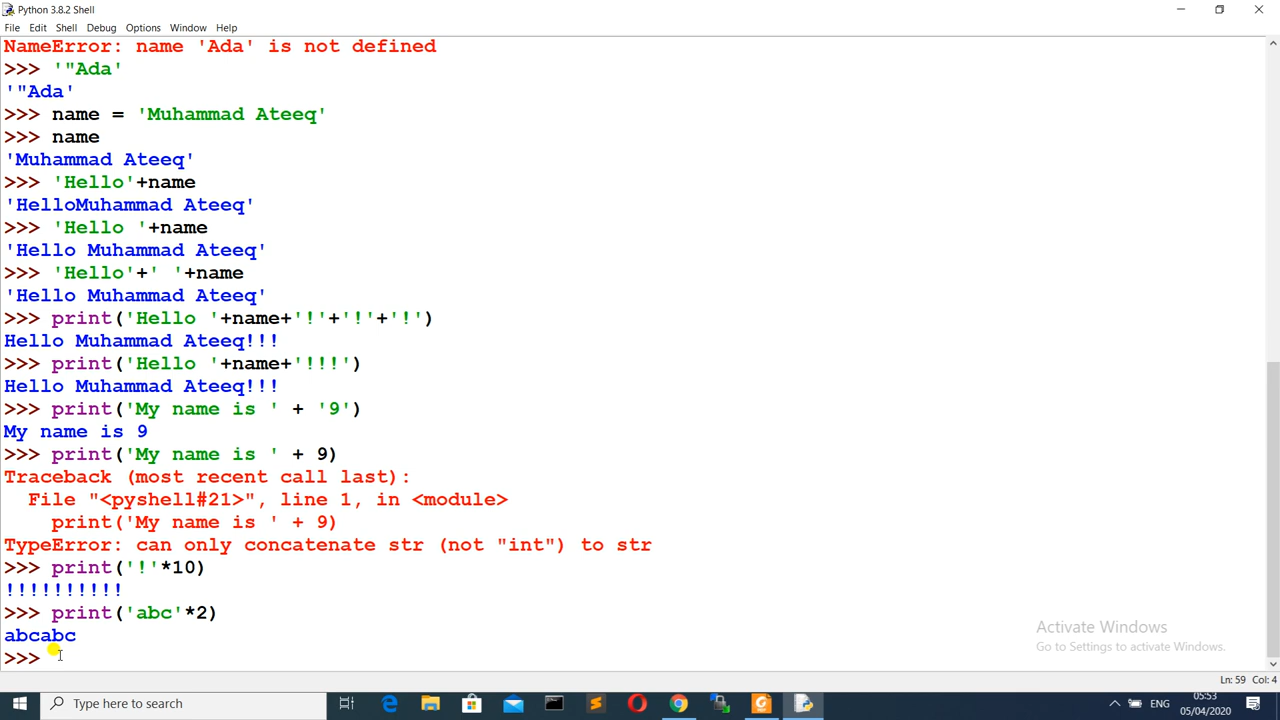 Python 3.8.2 Shell
File Edit Shell Debug Options Window Help
NameError: name 'Ada' is not defined
>>> '"Ada'
'"Ada'
>>> name = 'Muhammad Ateeq'
>>> name
'Muhammad Ateeq'
>>> 'Hello'+name
'HelloMuhammad Ateeq'
>>> 'Hello '+name
'Hello Muhammad Ateeq'
>>> 'Hello'+' '+name
'Hello Muhammad Ateeq'
>>> print('Hello '+name+'!'+'!'+'!')
Hello Muhammad Ateeq!!!
>>> print('Hello '+name+'!!!')
Hello Muhammad Ateeq!!!
>>> print('My name is ' + '9')
My name is 9
>>> print('My name is ' + 9)
Traceback (most recent call last):
  File "<pyshell#21>", line 1, in <module>
    print('My name is ' + 9)
TypeError: can only concatenate str (not "int") to str
>>> print('!'*10)
!!!!!!!!!!
>>> print('abc'*2)
abcabc
>>>
Activate Windows
Go to Settings to activate Windows.
Ln: 59 Col: 4
Type here to search
ENG
05:53
05/04/2020